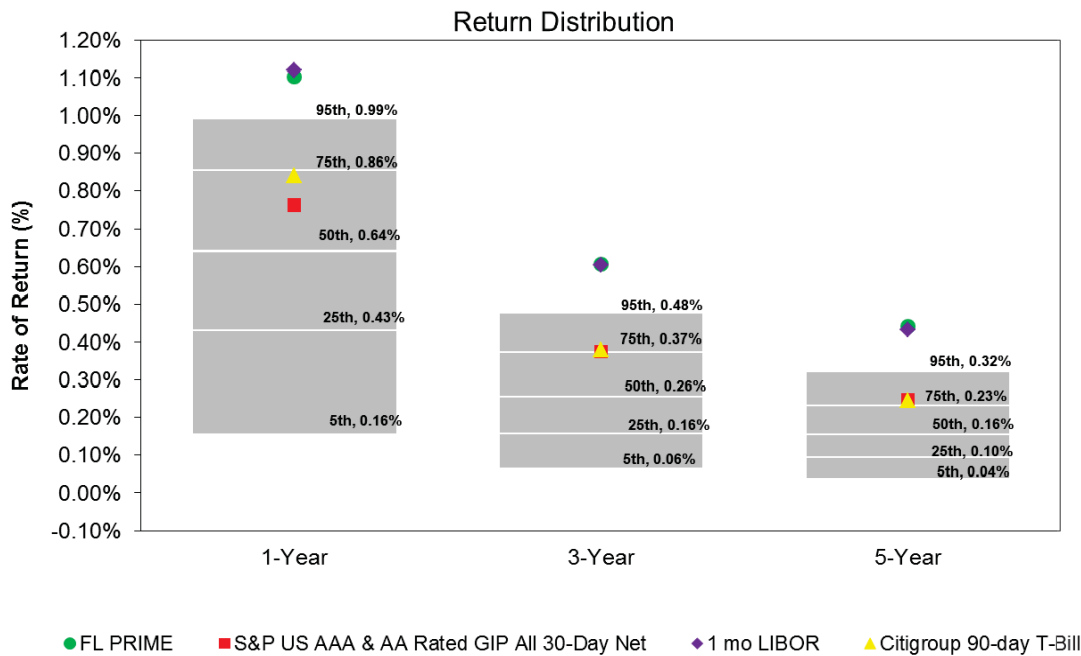 Return Distribution
1.20%
1.10%
1.00%
0.90%
0.80%
0.70%
0.60%
0.50%
0.40%
0.30%
0.20%
0.10%
0.00%
-0.10%
Rate of Return (%)
95th, 0.99%
75th, 0.86%
50th, 0.64%
25th, 0.43%
5th, 0.16%
95th, 0.48%
75th, 0.37%
50th, 0.26%
25th, 0.16%
5th, 0.06%
95th, 0.32%
75th, 0.23%
50th, 0.16%
25th, 0.10%
5th, 0.04%
1-Year 3-Year 5-Year
FL PRIME S&P US AAA & AA Rated GIP All 30-Day Net 1 mo LIBOR Citigroup 90-day T-Bill